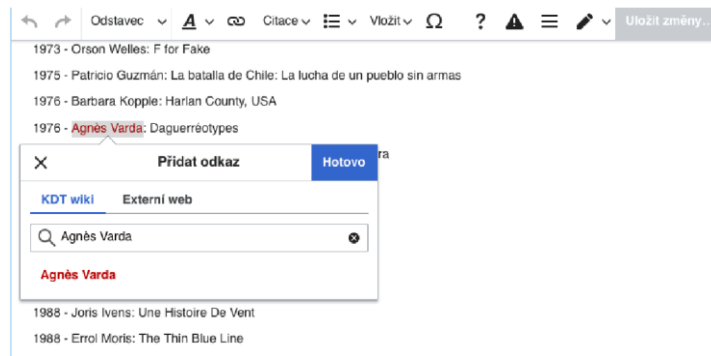 Odstavec A Citace Vložit Ω ? Uložit změny...
1973 - Orson Welles: F for Fake
1975 - Patricio Guzmán: La batalla de Chile: La lucha de un pueblo sin armas
1976 - Barbara Kopple: Harlan County, USA
1976 - Agnès Varda: Daguerréotypes
ra
Přidat odkaz Hotovo
KDT wiki Externí web
Agnès Varda
Agnès Varda
1988 - Joris Ivens: Une Histoire De Vent
1988 - Errol Moris: The Thin Blue Line